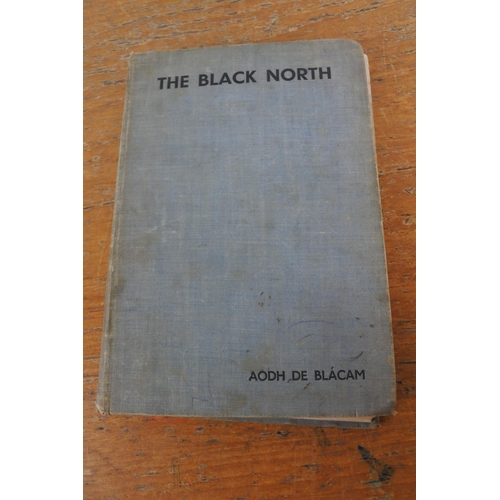 THE BLACK NORTH
AODH DE BLÁCAM